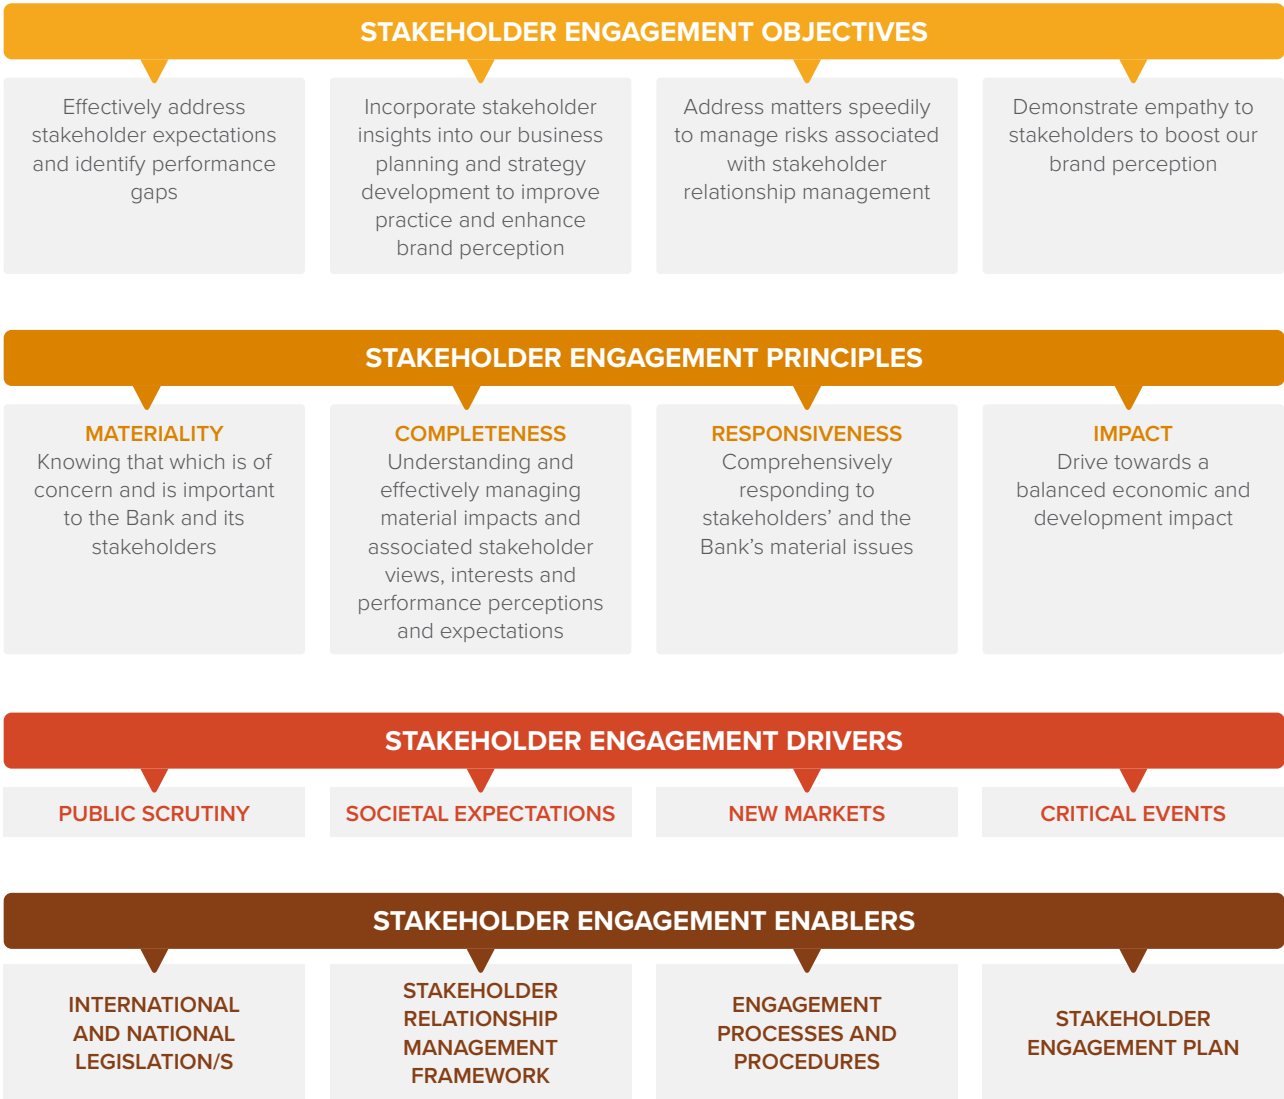 STAKEHOLDER ENGAGEMENT OBJECTIVES
Effectively address
stakeholder expectations
and identify performance
gaps
Incorporate stakeholder
insights into our business
planning and strategy
development to improve
practice and enhance
brand perception
Address matters speedily
to manage risks associated
with stakeholder
relationship management
Demonstrate empathy to
stakeholders to boost our
brand perception
STAKEHOLDER ENGAGEMENT PRINCIPLES
MATERIALITY
Knowing that which is of
concern and is important
to the Bank and its
stakeholders
COMPLETENESS
Understanding and
effectively managing
material impacts and
associated stakeholder
views, interests and
performance perceptions
and expectations
RESPONSIVENESS
Comprehensively
responding to
stakeholders’ and the
Bank’s material issues
IMPACT
Drive towards a
balanced economic and
development impact
STAKEHOLDER ENGAGEMENT DRIVERS
PUBLIC SCRUTINY
SOCIETAL EXPECTATIONS
NEW MARKETS
CRITICAL EVENTS
STAKEHOLDER ENGAGEMENT ENABLERS
INTERNATIONAL
AND NATIONAL
LEGISLATION/S
STAKEHOLDER
RELATIONSHIP
MANAGEMENT
FRAMEWORK
ENGAGEMENT
PROCESSES AND
PROCEDURES
STAKEHOLDER
ENGAGEMENT PLAN